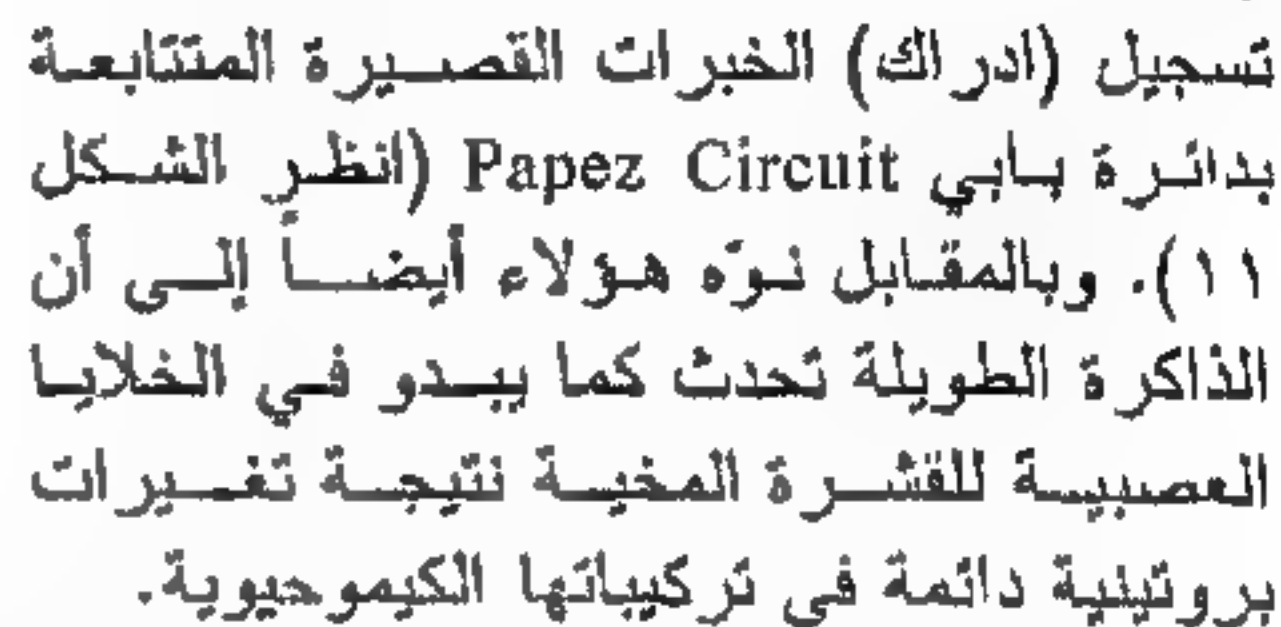 تسجيل (ادراك) الخبرات القصيرة المتتابعة
بدائرة بابي Papez Circuit (انظر الشكل
١١). وبالمقابل نوّه هؤلاء أيضاً إلى أن
الذاكرة الطويلة تحدث كما يبدو في الخلايا
العصبية للقشرة المخية نتيجة تغيرات
بروتينية دائمة في تركيباتها الكيموحيوية.